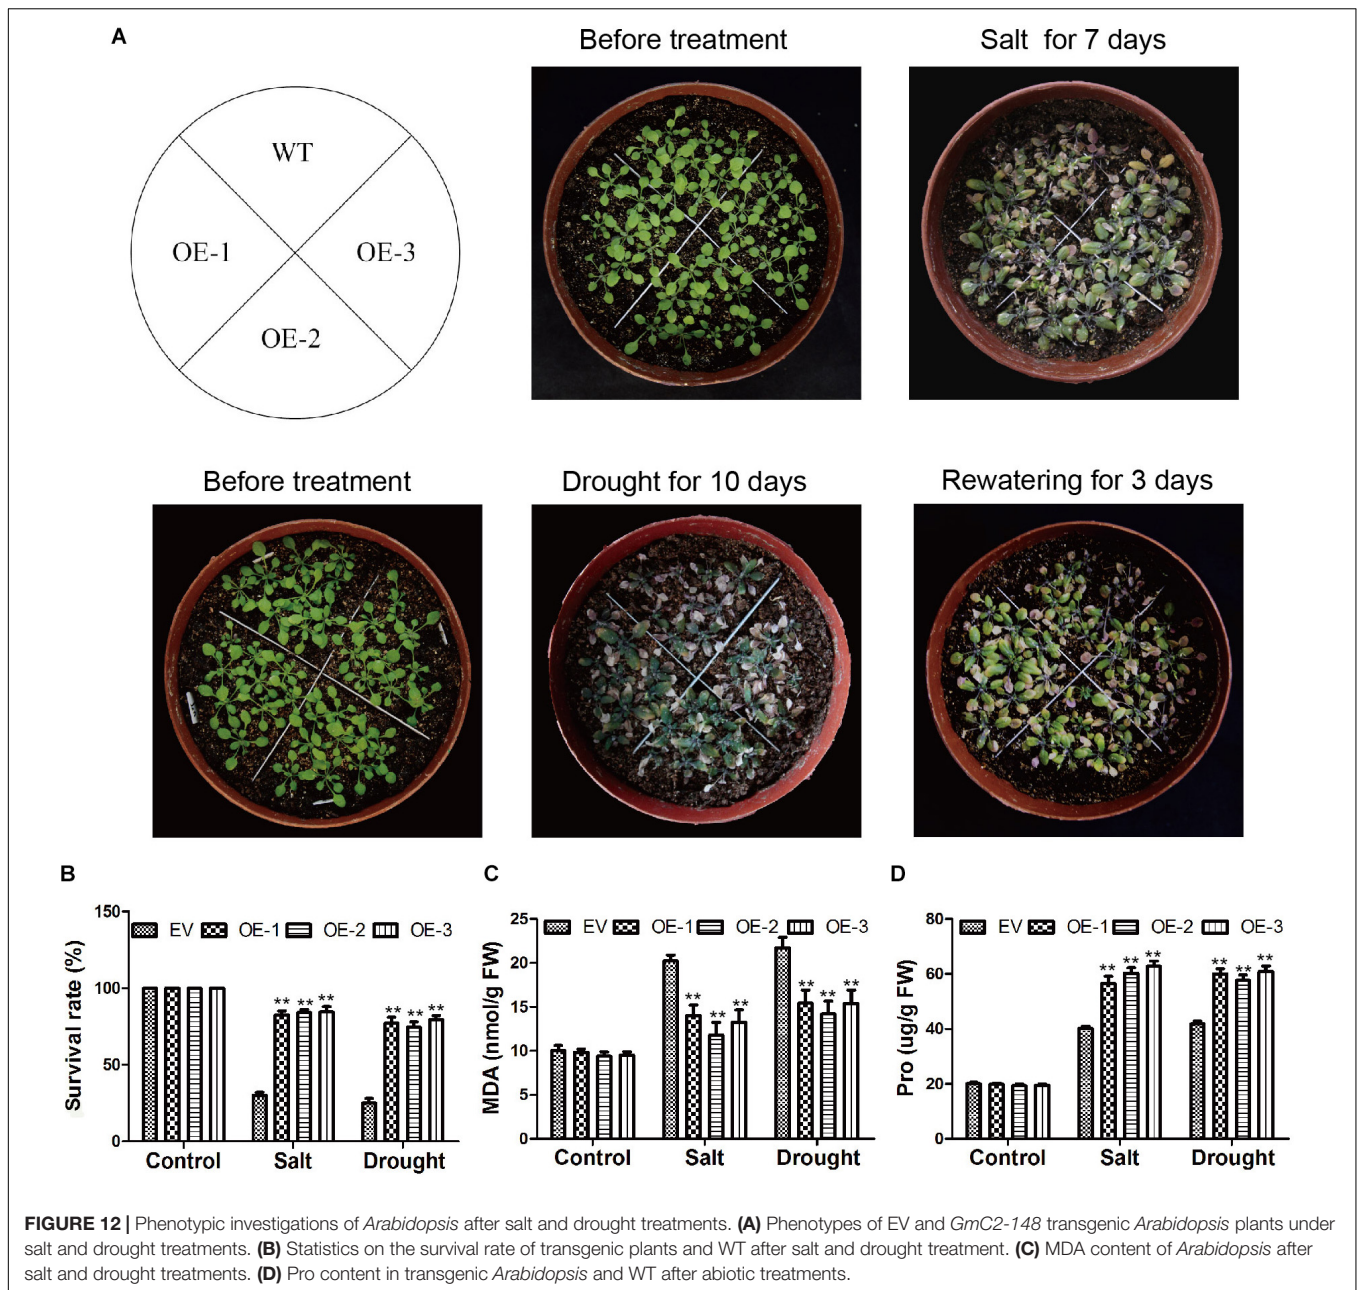 A
Before treatment
Salt for 7 days
WT
OE-1
OE-3
OE-2
Before treatment
Drought for 10 days
Rewatering for 3 days
B
EV OE-1 OE-2 OE-3
Survival rate (%)
150
100
50
0
** ** **
** ** **
Control Salt Drought
C
EV OE-1 OE-2 OE-3
MDA (nmol/g FW)
25
20
15
10
5
0
** ** **
** ** **
Control Salt Drought
D
EV OE-1 OE-2 OE-3
Pro (ug/g FW)
80
60
40
20
0
** ** **
** ** **
Control Salt Drought
FIGURE 12 | Phenotypic investigations of Arabidopsis after salt and drought treatments. (A) Phenotypes of EV and GmC2-148 transgenic Arabidopsis plants under
salt and drought treatments. (B) Statistics on the survival rate of transgenic plants and WT after salt and drought treatment. (C) MDA content of Arabidopsis after
salt and drought treatments. (D) Pro content in transgenic Arabidopsis and WT after abiotic treatments.